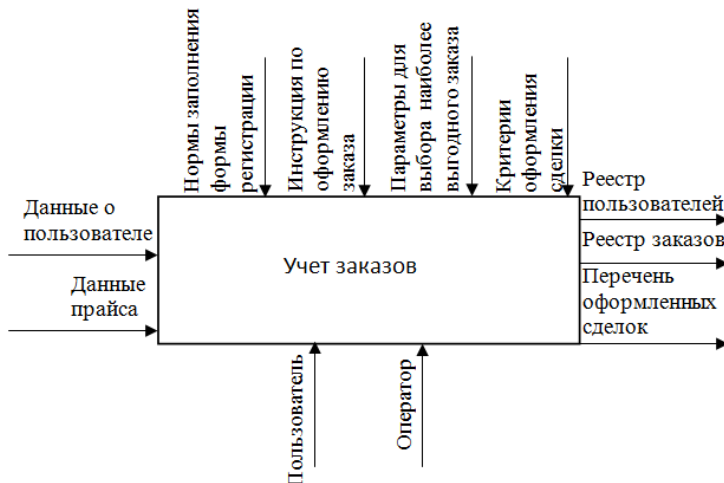 Нормы заполнения
формы
регистрации
Инструкция по
оформлению
заказа
Параметры для
выбора наиболее
выгодного заказа
Критерии
оформления
сделки
Данные о
пользователе
Данные
прайса
Учет заказов
Реестр
пользователей
Реестр заказов
Перечень
оформленных
сделок
Пользователь
Оператор